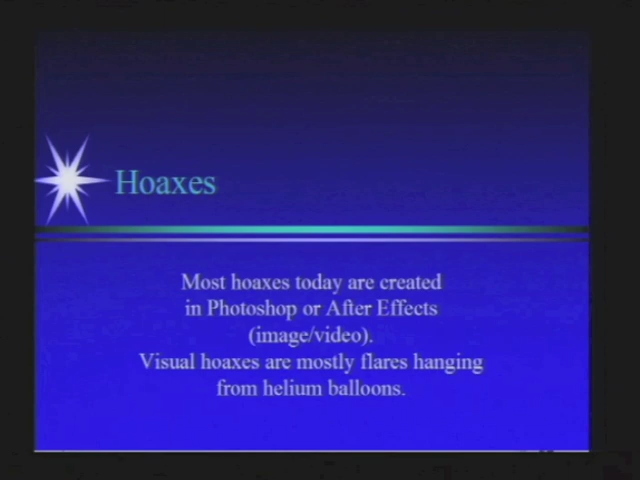 Hoaxes
Most hoaxes today are created
in Photoshop or After Effects
(image/video).
Visual hoaxes are mostly flares hanging
from helium balloons.